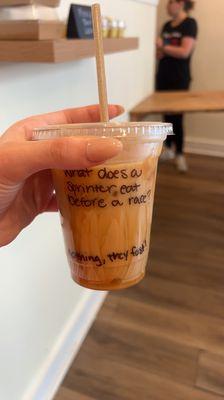 What does a
Sprinter eat
before a race?
nothing, they fast!